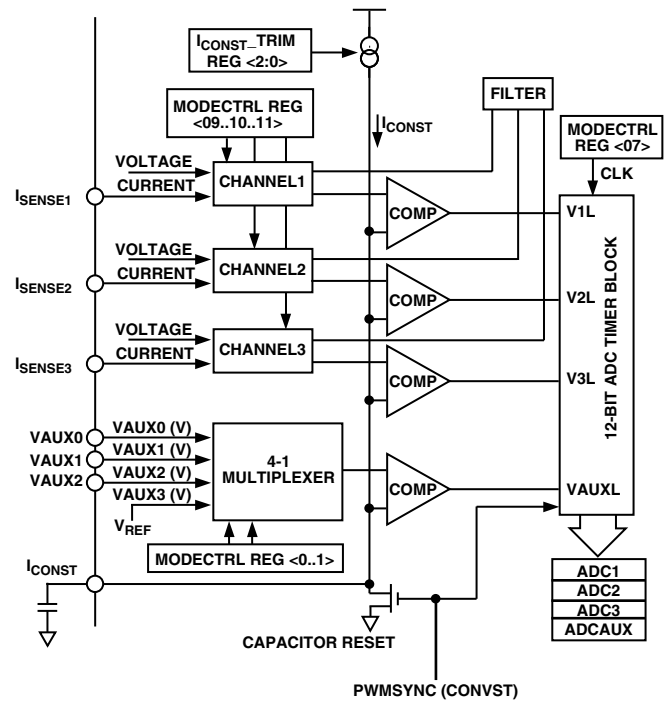 ICONST_TRIM
REG <2:0>
MODECTRL REG
<09..10..11>
FILTER
ICONST
MODECTRL
REG <07>
CLK
VOLTAGE
CURRENT
CHANNEL1
ISENSE1
COMP
V1L
VOLTAGE
CURRENT
CHANNEL2
ISENSE2
COMP
V2L
VOLTAGE
CURRENT
CHANNEL3
ISENSE3
COMP
V3L
12-BIT ADC TIMER BLOCK
VAUX0
VAUX0 (V)
VAUX1
VAUX1 (V)
VAUX2
VAUX2 (V)
VAUX3 (V)
VREF
4-1
MULTIPLEXER
COMP
VAUXL
MODECTRL REG <0..1>
ICONST
CAPACITOR RESET
PWMSYNC (CONVST)
ADC1
ADC2
ADC3
ADCAUX